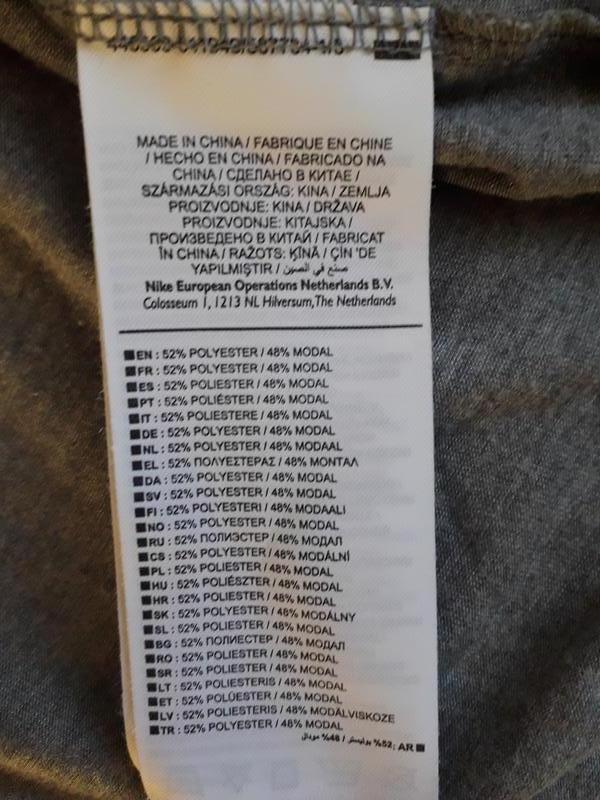 MADE IN CHINA / FABRIQUE EN CHINE
/ HECHO EN CHINA / FABRICADO NA
CHINA / СДЕЛАНО В КИТАЕ /
SZÁRMAZÁSI ORSZÁG: KINA / ZEMLJA
PROIZVODNJE: KINA / DRŽAVA
PROIZVODNJE: KITAJSKA /
ПРОИЗВЕДЕНО В КИТАЙ / FABRICAT
ÎN CHINA / RAŽOTS: ĶĪNĀ / ÇİN 'DE
YAPILMIŞTIR / صنع في الصين
Nike European Operations Netherlands B.V.
Colosseum 1, 1213 NL Hilversum, The Netherlands
EN : 52% POLYESTER / 48% MODAL
FR : 52% POLYESTER / 48% MODAL
ES : 52% POLIÉSTER / 48% MODAL
PT : 52% POLIÉSTER / 48% MODAL
IT : 52% POLIESTERE / 48% MODAL
DE : 52% POLYESTER / 48% MODAL
NL : 52% POLYESTER / 48% MODAAL
EL : 52% ΠΟΛΥΕΣΤΕΡΑΣ / 48% ΜΟΝΤΑΛ
DA : 52% POLYESTER / 48% MODAL
SV : 52% POLYESTER / 48% MODAL
FI : 52% POLYESTERI / 48% MODAALI
NO : 52% POLYESTER / 48% MODAL
RU : 52% ПОЛИЭСТЕР / 48% МОДАЛ
CS : 52% POLYESTER / 48% MODÁLNÍ
PL : 52% POLIESTER / 48% MODAL
HU : 52% POLIÉSZTER / 48% MODAL
HR : 52% POLIESTER / 48% MODAL
SK : 52% POLYESTER / 48% MODÁLNY
SL : 52% POLIESTER / 48% MODAL
BG : 52% ПОЛИЕСТЕР / 48% МОДАЛ
RO : 52% POLIESTER / 48% MODAL
SR : 52% POLIESTER / 48% MODAL
LT : 52% POLIESTERIS / 48% MODAL
ET : 52% POLÜESTER / 48% MODAL
LV : 52% POLIESTERIS / 48% MODĀLVISKOZE
TR : 52% POLYESTER / 48% MODAL
AR :52% بوليستر / 48% مودال